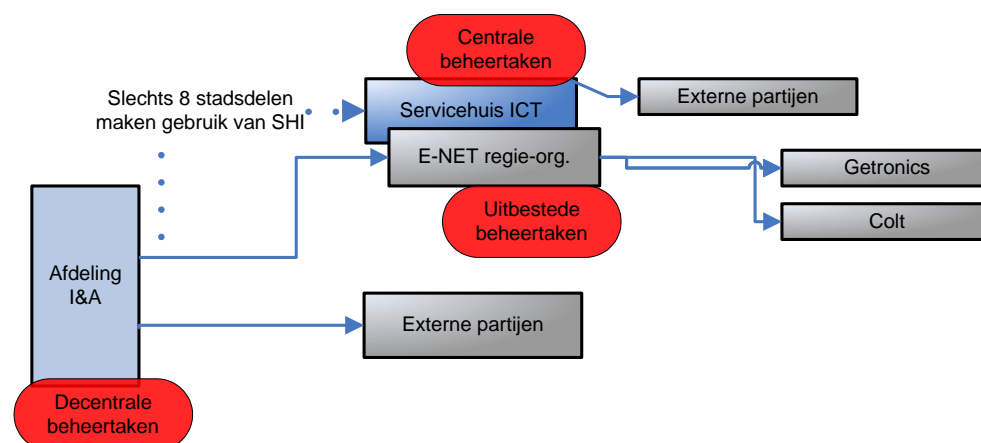 Centrale
beheertaken
Slechts 8 stadsdelen
maken gebruik van SHI
Servicehuis ICT
Externe partijen
E-NET regie-org.
Getronics
Uitbestede
beheertaken
Colt
Afdeling
I&A
Externe partijen
Decentrale
beheertaken